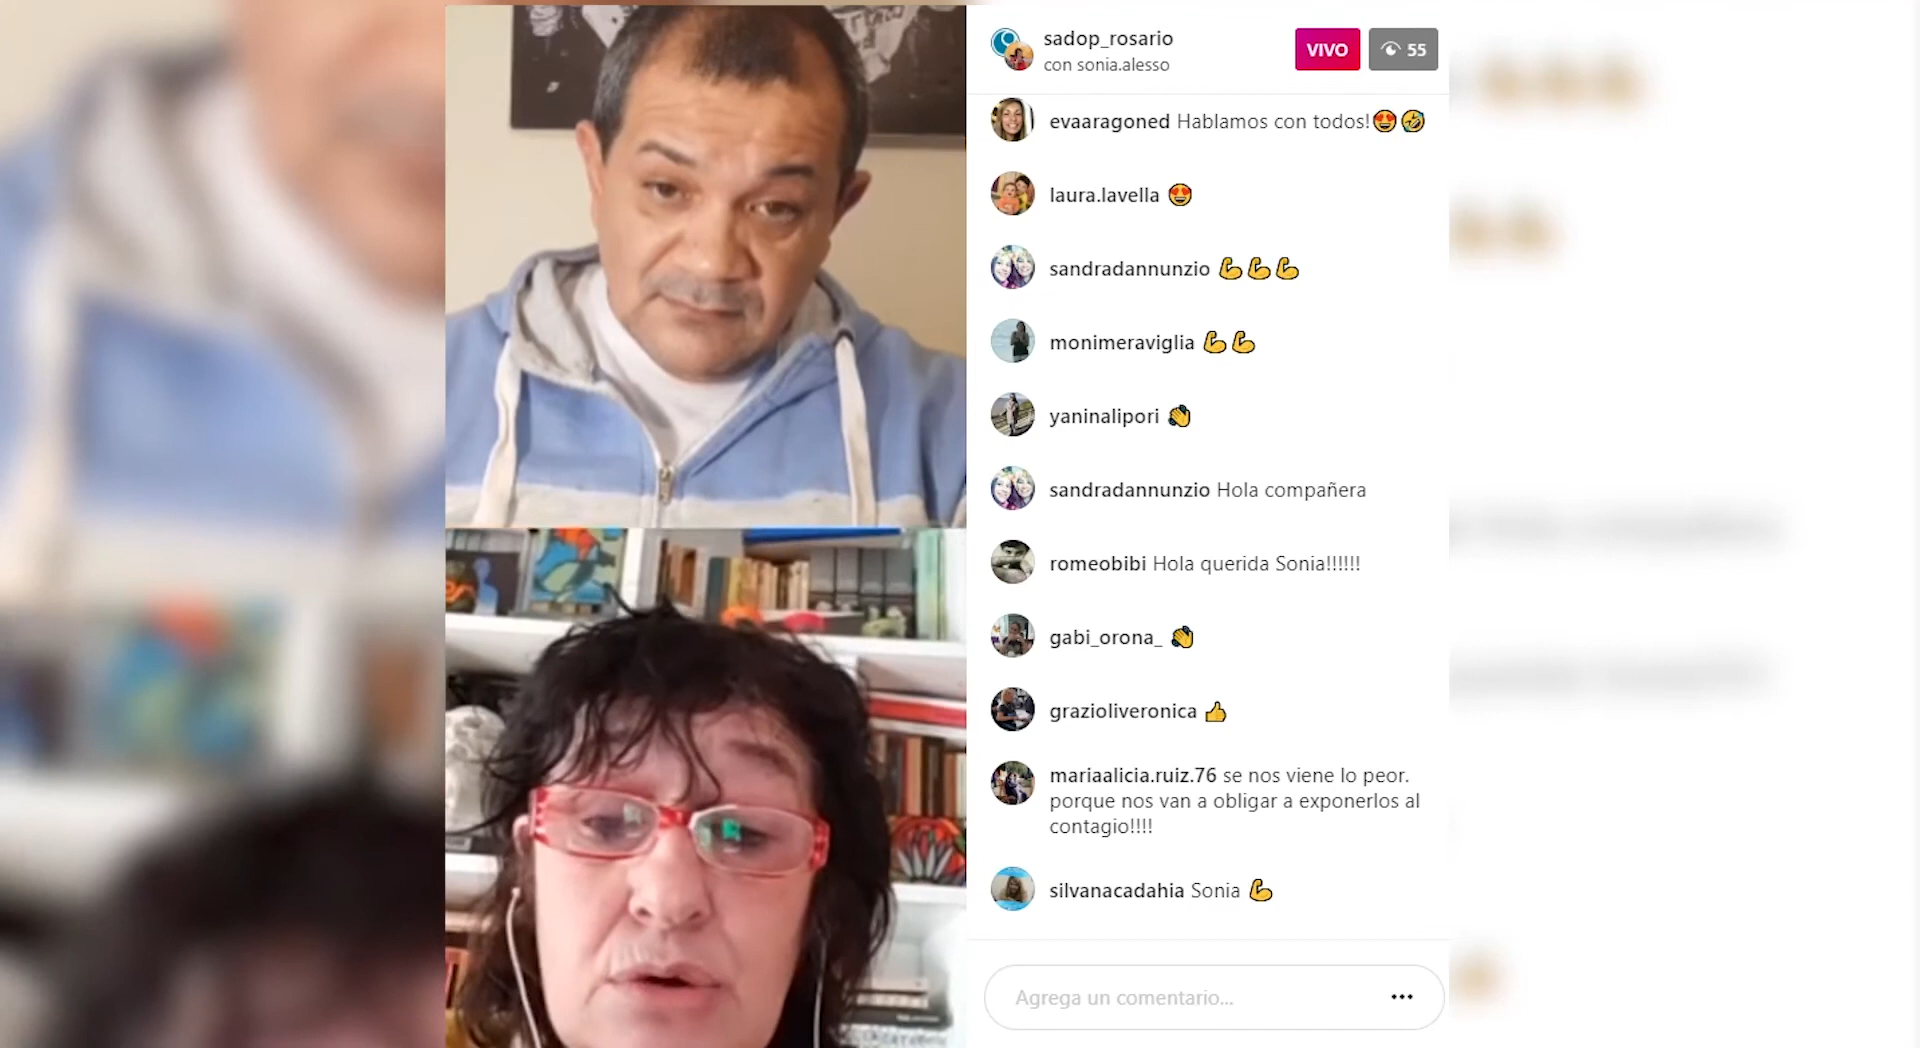 sadop_rosario
con sonia.alesso
VIVO
55
evaaragoned Hablamos con todos!😍🤣
laura.lavella 😍
sandradannunzio 💪💪💪
monimeraviglia 💪💪
yaninalipori 👏
sandradannunzio Hola compañera
romeobibi Hola querida Sonia!!!!!!
gabi_orona_ 👏
grazioliveronica 👍
mariaalicia.ruiz.76 se nos viene lo peor.
porque nos van a obligar a exponerlos al
contagio!!!!
silvanacadahia Sonia 💪
Agrega un comentario...